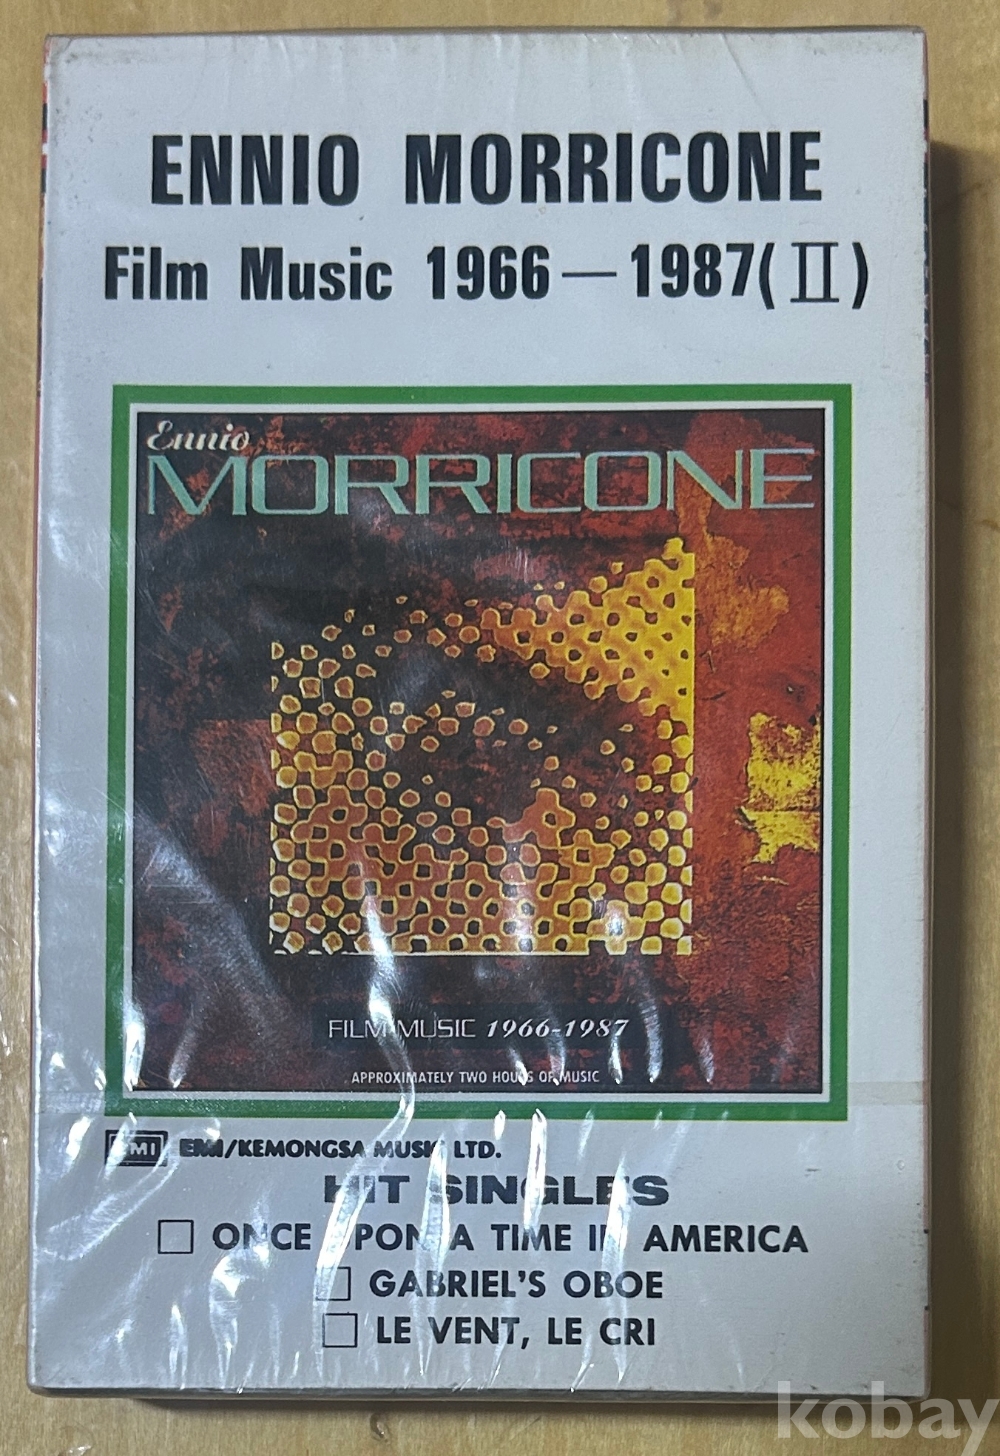 ENNIO MORRICONE
Film Music 1966—1987(Ⅱ)
Ennio
MORRICONE
FILM MUSIC 1966-1987
APPROXIMATELY TWO HOURS OF MUSIC
EMI EMI/KEMONGSA MUSIC LTD.
HIT SINGLES
□ ONCE UPON A TIME IN AMERICA
□ GABRIEL'S OBOE
□ LE VENT, LE CRI
kobay